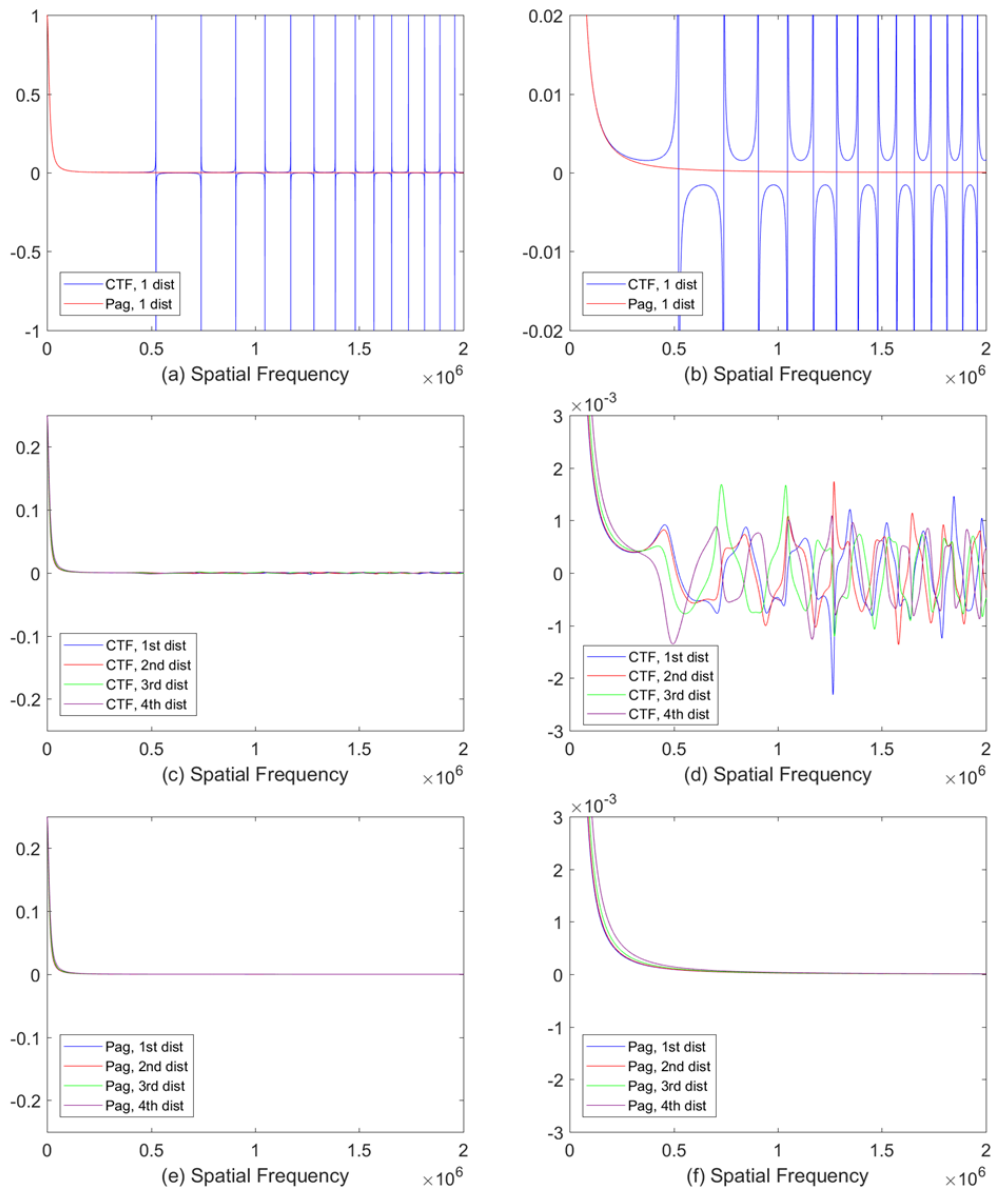 1
0.5
0
-0.5
-1
CTF, 1 dist
Pag, 1 dist
0 0.5 1 1.5 2
(a) Spatial Frequency ×10^6
0.02
0.01
0
-0.01
-0.02
CTF, 1 dist
Pag, 1 dist
0 0.5 1 1.5 2
(b) Spatial Frequency ×10^6
0.2
0.1
0
-0.1
-0.2
CTF, 1st dist
CTF, 2nd dist
CTF, 3rd dist
CTF, 4th dist
0 0.5 1 1.5 2
(c) Spatial Frequency ×10^6
×10^-3
3
2
1
0
-1
-2
-3
CTF, 1st dist
CTF, 2nd dist
CTF, 3rd dist
CTF, 4th dist
0 0.5 1 1.5 2
(d) Spatial Frequency ×10^6
0.2
0.1
0
-0.1
-0.2
Pag, 1st dist
Pag, 2nd dist
Pag, 3rd dist
Pag, 4th dist
0 0.5 1 1.5 2
(e) Spatial Frequency ×10^6
×10^-3
3
2
1
0
-1
-2
-3
Pag, 1st dist
Pag, 2nd dist
Pag, 3rd dist
Pag, 4th dist
0 0.5 1 1.5 2
(f) Spatial Frequency ×10^6